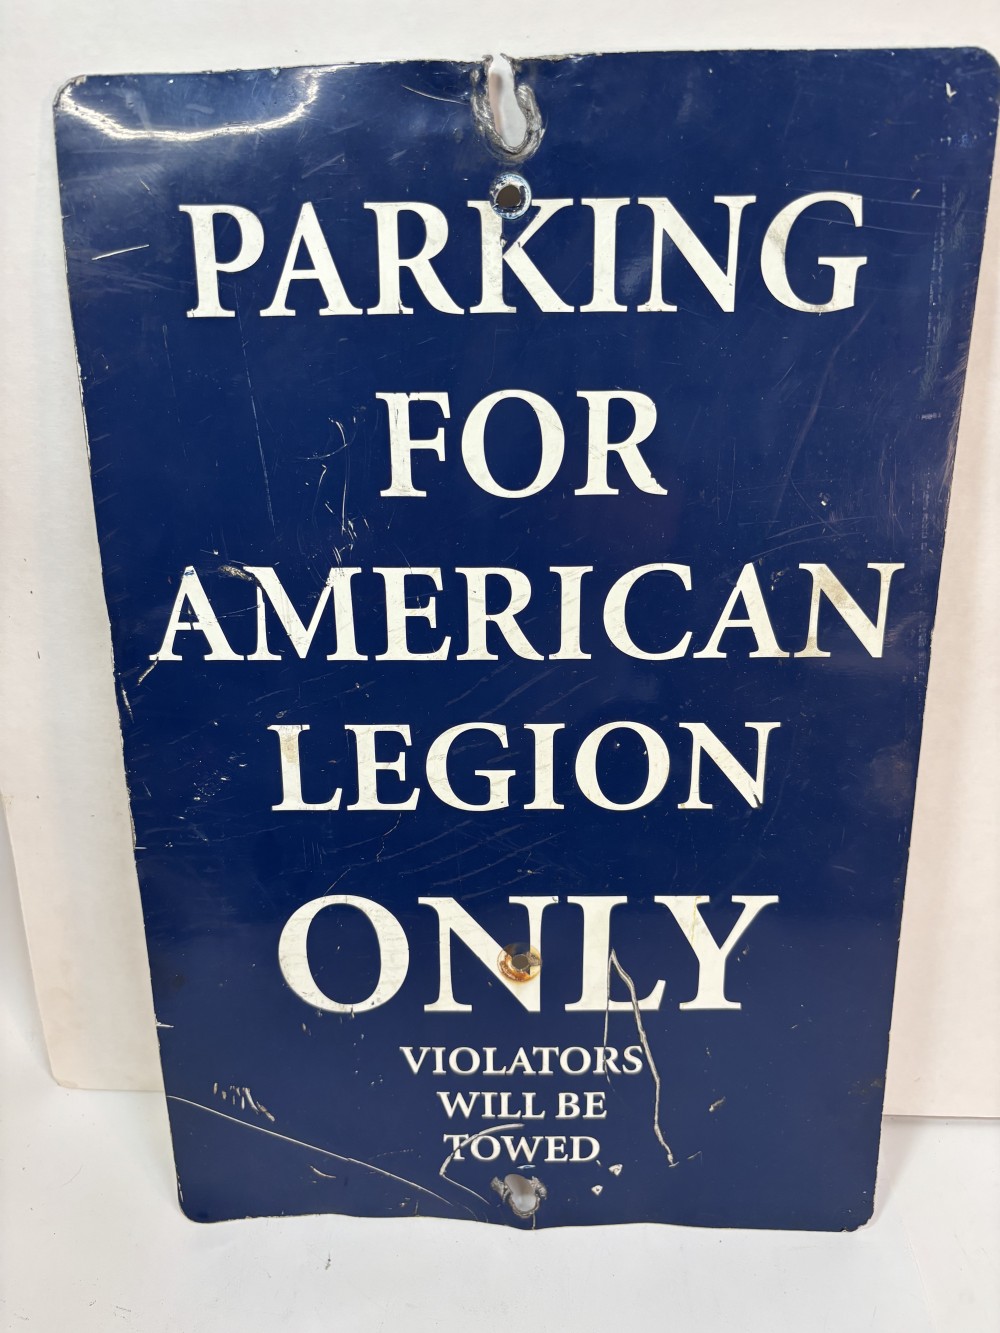 PARKING
FOR
AMERICAN
LEGION
ONLY
VIOLATORS
WILL BE
TOWED